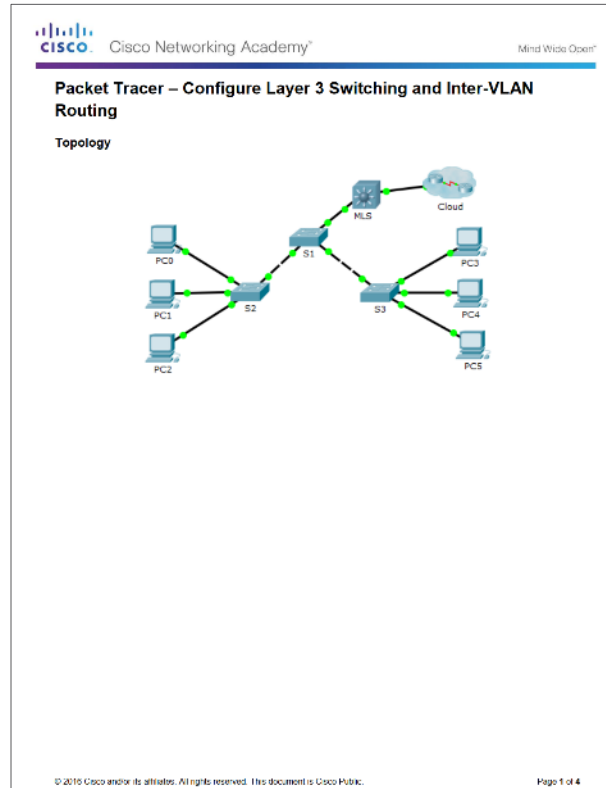 CISCO. Cisco Networking Academy® Mind Wide Open®
Packet Tracer – Configure Layer 3 Switching and Inter-VLAN
Routing
Topology
Cloud
MLS
S1
PC0
PC3
PC1
S2
S3
PC4
PC2
PC5
© 2016 Cisco and/or its affiliates. All rights reserved. This document is Cisco Public. Page 1 of 4